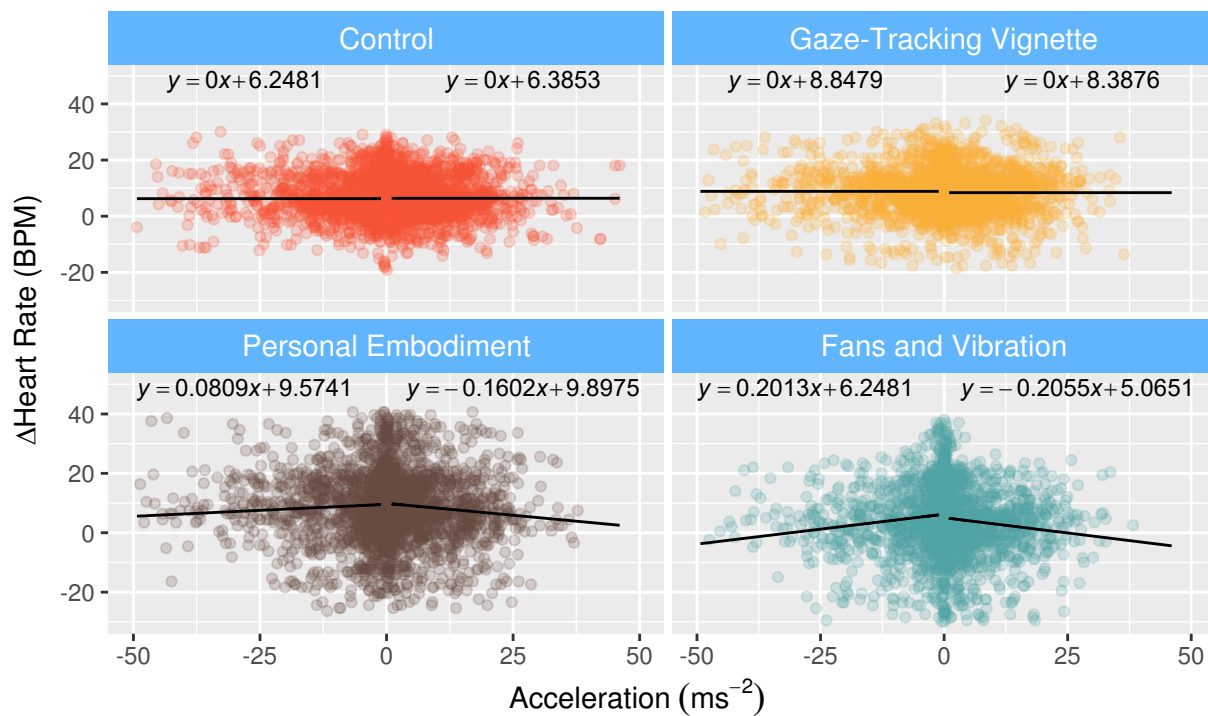 Control
Gaze-Tracking Vignette
y = 0x+6.2481
y = 0x+6.3853
y = 0x+8.8479
y = 0x+8.3876
40
20
0
-20
Personal Embodiment
Fans and Vibration
y = 0.0809x+9.5741
y = −0.1602x+9.8975
y = 0.2013x+6.2481
y = −0.2055x+5.0651
40
20
0
-20
-50 -25 0 25 50
-50 -25 0 25 50
Acceleration (ms⁻²)
ΔHeart Rate (BPM)